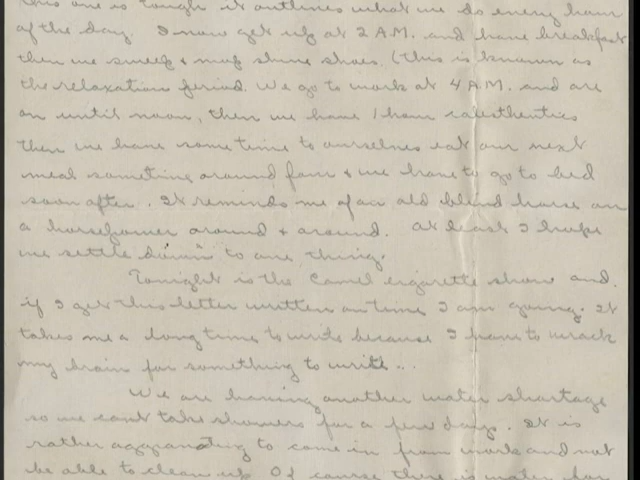 this one is tough it outlines what we do every hour
of the day. I now get up at 2 A.M. and have breakfast
then we sweep & mop shine shoes. (this is known as
the relaxation period. We go to work at 4 A.M. and are
on until noon, then we have 1 hour calesthentics
then we have some time to ourselves eat our next
meal sometime around four & we have to go to bed
soon after. It reminds me of an old blind horse on
a horsepower around & around. At least I hope
we settle down to one thing.
Tonight is the Camel cigarette show and
if I get this letter written on time I am going. It
takes me a long time to write because I have to wrack
my brain for something to write...
We are having another water shortage
so we cant take showers for a few days. It is
rather aggravating to come in from work and not
be able to clean up Of course there is water for